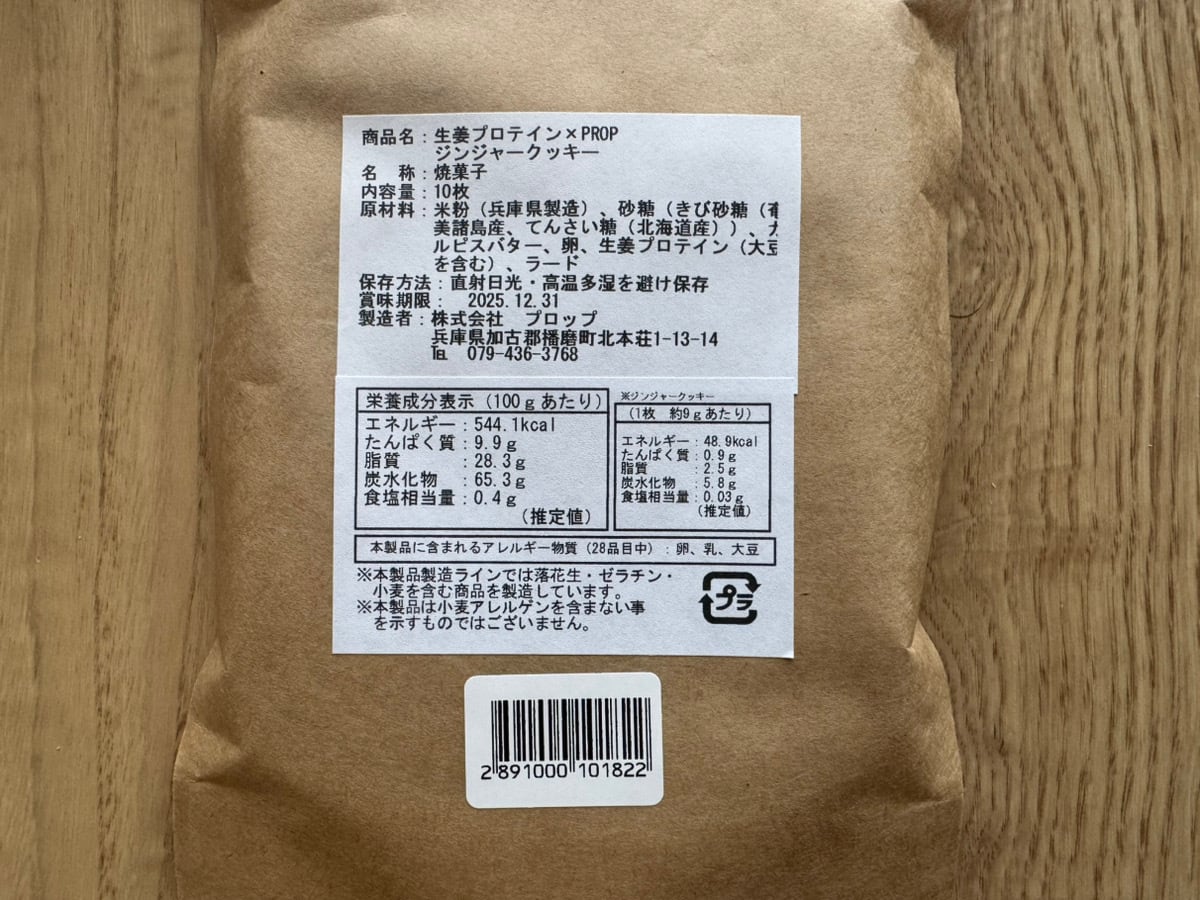 商品名：生姜プロテイン×PROP
ジンジャークッキー
名　称：焼菓子
内容量：10枚
原材料：米粉（兵庫県製造）、砂糖（きび砂糖（奄
美諸島産、てんさい糖（北海道産））、カ
ルピスバター、卵、生姜プロテイン（大豆
を含む）、ラード
保存方法：直射日光・高温多湿を避け保存
賞味期限：　2025.12.31
製造者：株式会社　プロップ
兵庫県加古郡播磨町北本荘1-13-14
℡　079-436-3768
栄養成分表示（100ｇあたり）
エネルギー：544.1kcal
たんぱく質：9.9ｇ
脂質　　　：28.3ｇ
炭水化物　：65.3ｇ
食塩相当量：0.4ｇ
（推定値）
※ジンジャークッキー
（1枚　約9ｇあたり）
エネルギー：48.9kcal
たんぱく質：0.9ｇ
脂質　　　：2.5ｇ
炭水化物　：5.8ｇ
食塩相当量：0.03ｇ
（推定値）
本製品に含まれるアレルギー物質（28品目中）：卵、乳、大豆
※本製品製造ラインでは落花生・ゼラチン・
小麦を含む商品を製造しています。
※本製品は小麦アレルゲンを含まない事
を示すものではございません。
プラ
2 891000 101822